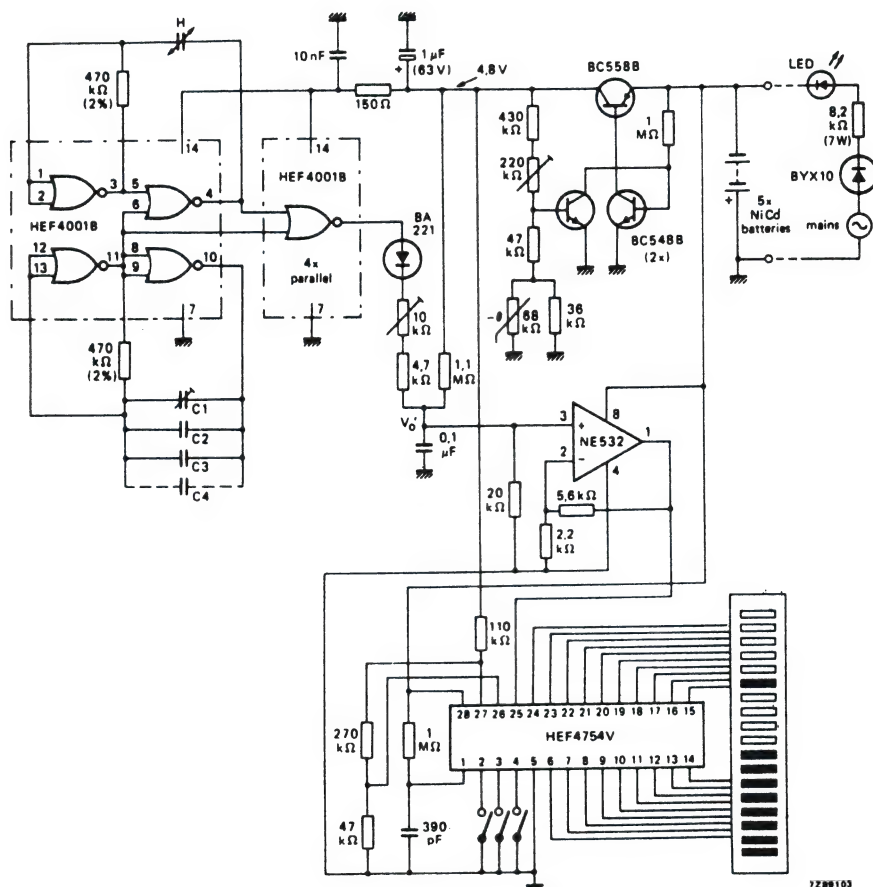 H
10 nF
1 μF
(63 V)
4,8 V
BC558B
LED
470
kΩ
(2%)
150Ω
430
kΩ
1
MΩ
8,2
kΩ
(7W)
14
14
220
kΩ
BYX10
1
2
3
5
6
4
HEF4001B
HEF4001B
5x
NiCd
batteries
mains
12
13
11
8
9
10
4x
parallel
BA
221
47
kΩ
BC548B
(2x)
7
7
10
kΩ
-θ
68
kΩ
36
kΩ
470
kΩ
(2%)
4,7
kΩ
1,1
MΩ
C1
C2
C3
C4
Vo'
0,1
μF
3
+
8
NE532
1
2
−
4
20
kΩ
5,6kΩ
2,2
kΩ
110
kΩ
28 27 26 25 24 23 22 21 20 19 18 17 16 15
270
kΩ
1
MΩ
HEF4754V
1 2 3 4 5 6 7 8 9 10 11 12 13 14
47
kΩ
390
pF
7Z89103